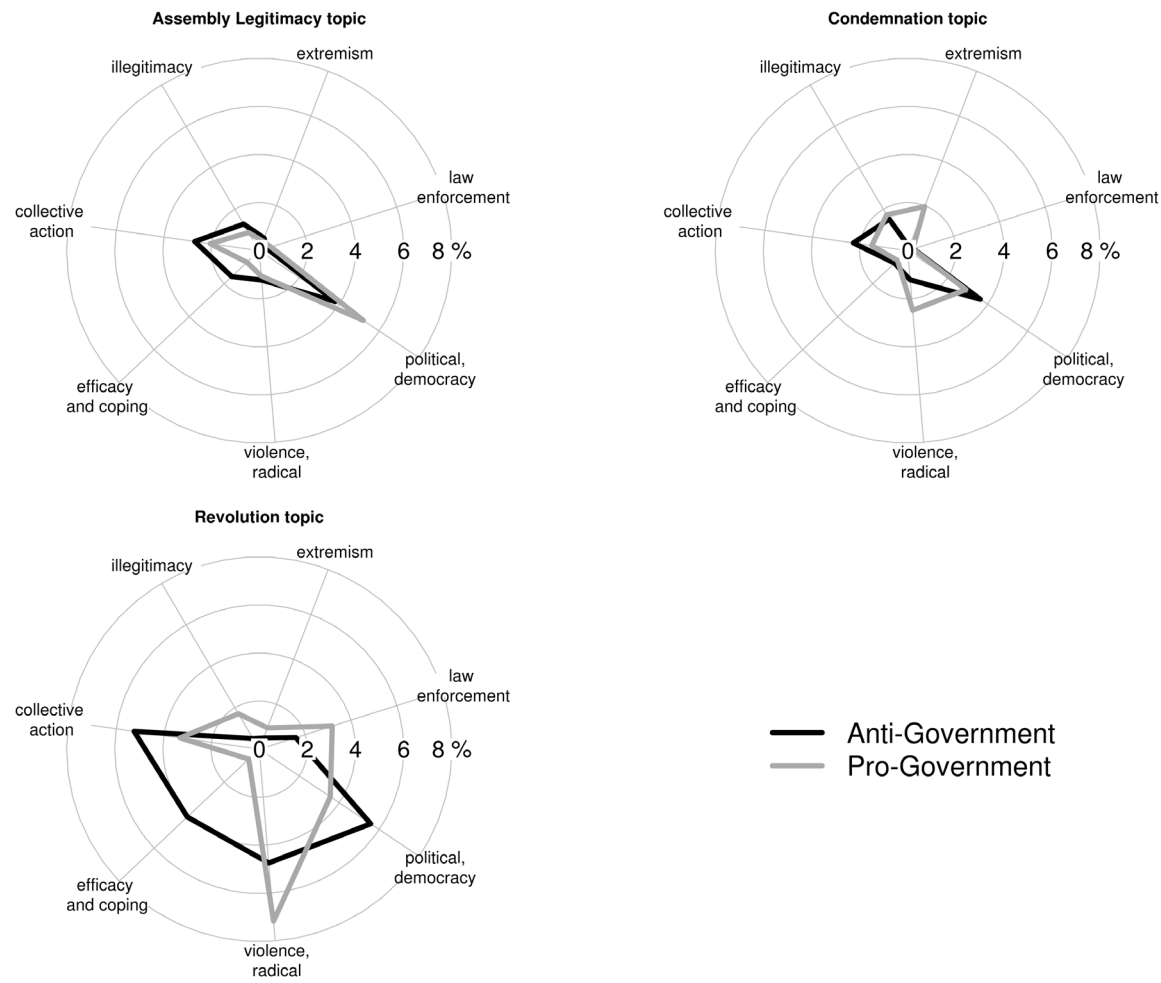 Assembly Legitimacy topic
extremism
illegitimacy
law
enforcement
collective
action
0 2 4 6 8 %
political,
democracy
efficacy
and coping
violence,
radical
Condemnation topic
extremism
illegitimacy
law
enforcement
collective
action
0 2 4 6 8 %
political,
democracy
efficacy
and coping
violence,
radical
Revolution topic
extremism
illegitimacy
law
enforcement
collective
action
0 2 4 6 8 %
political,
democracy
efficacy
and coping
violence,
radical
Anti-Government
Pro-Government